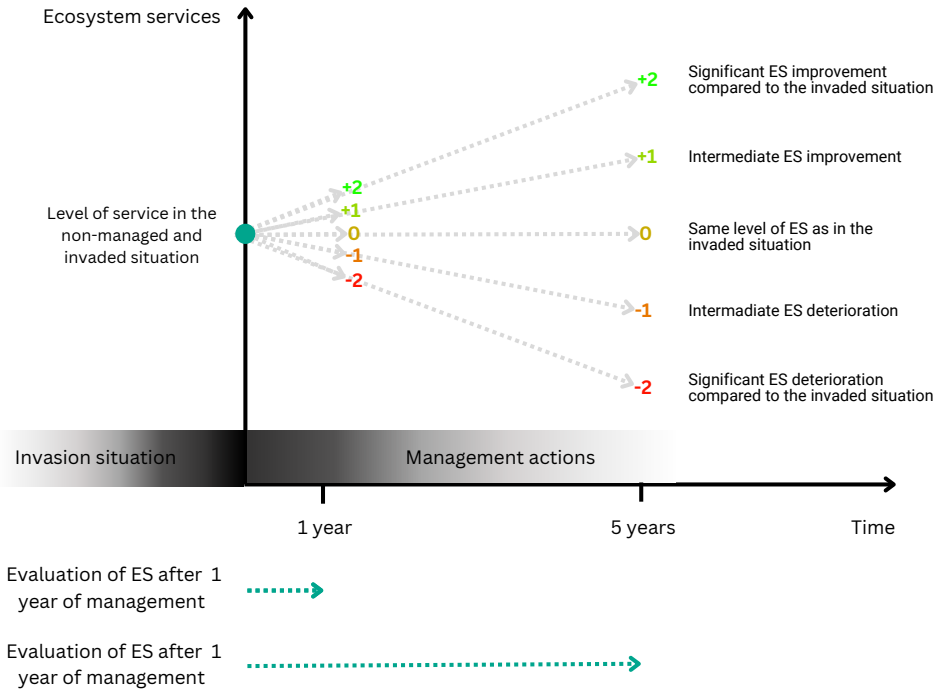 Ecosystem services
+2
Significant ES improvement
compared to the invaded situation
+1
Intermediate ES improvement
+2
+1
Level of service in the
non-managed and
invaded situation
0
0
Same level of ES as in the
invaded situation
-1
-2
-1
Intermadiate ES deterioration
-2
Significant ES deterioration
compared to the invaded situation
Invasion situation
Management actions
1 year
5 years
Time
Evaluation of ES after 1
year of management
Evaluation of ES after 1
year of management